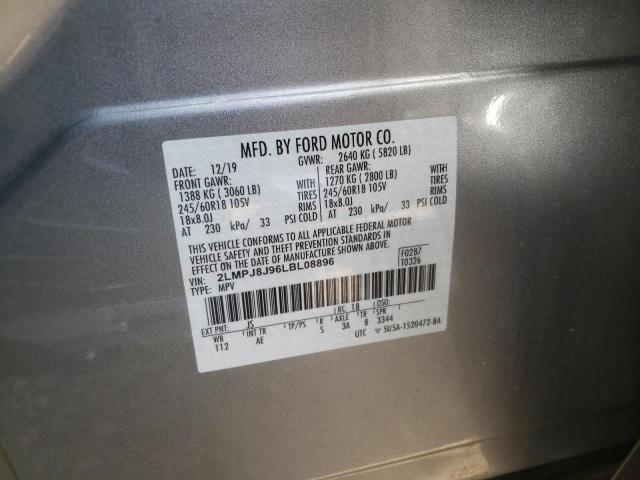 MFD. BY FORD MOTOR CO.
DATE: 12/19 GVWR: 2640 KG ( 5820 LB)
FRONT GAWR: REAR GAWR:
1388 KG ( 3060 LB) WITH 1270 KG ( 2800 LB) WITH
245/60R18 105V TIRES 245/60R18 105V TIRES
18x8.0J RIMS 18x8.0J RIMS
AT 230 kPa/ 33 PSI COLD AT 230 kPa/ 33 PSI COLD
THIS VEHICLE CONFORMS TO ALL APPLICABLE FEDERAL MOTOR
VEHICLE SAFETY AND THEFT PREVENTION STANDARDS IN
EFFECT ON THE DATE OF MANUFACTURE SHOWN ABOVE.
VIN: 2LMPJ8J96LBL08896 F0287
TYPE: MPV T0326
EXT PNT: JS RC: 18 DSO:
WB INT TR TP/PS R AXLE TR SPR
112 AE 5 3A 8 3344
UTC ▽ 5U5A-1520472-BA